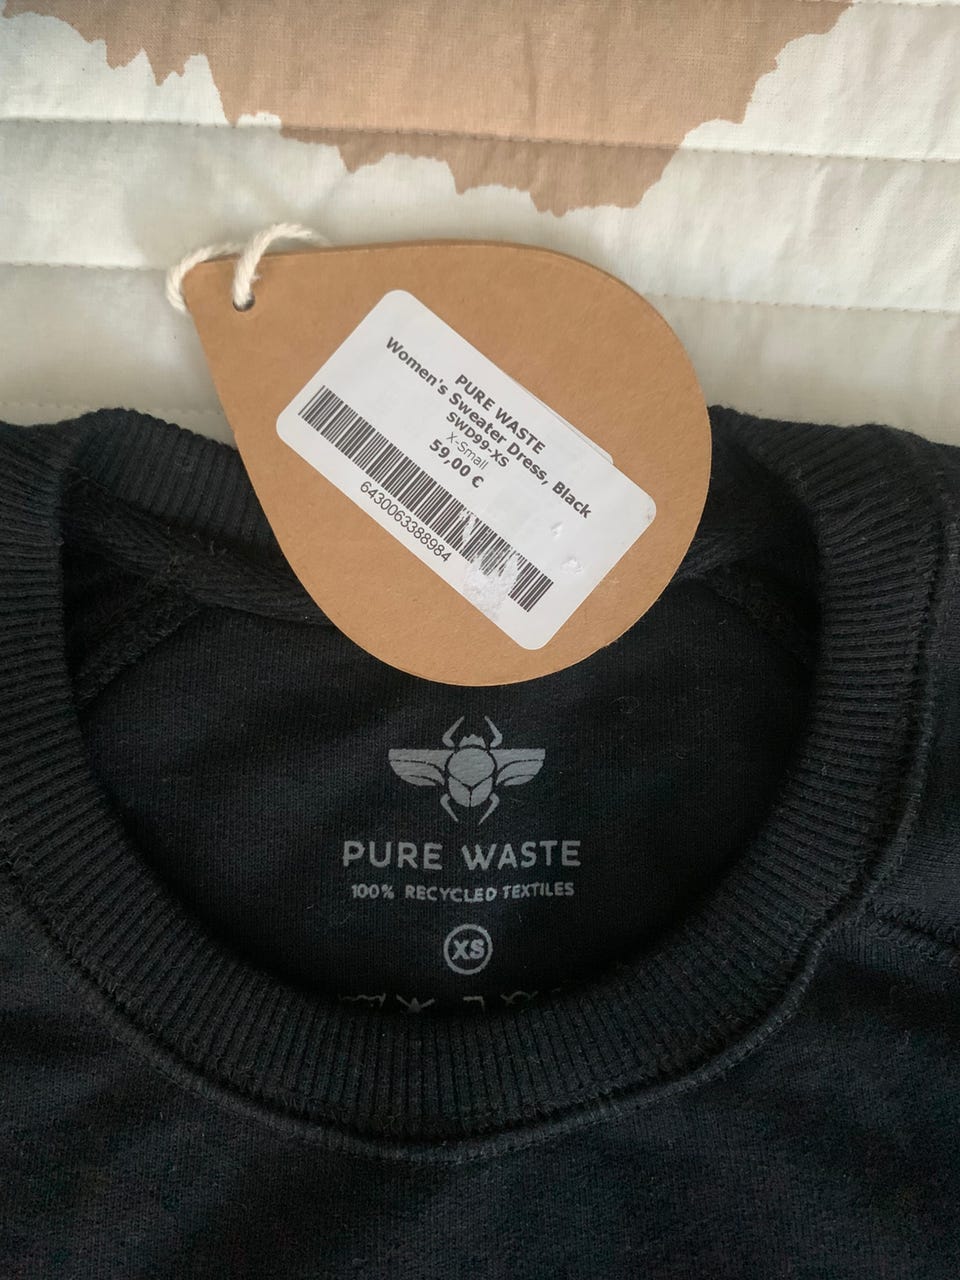 PURE WASTE
Women's Sweater Dress, Black
SWD99-XS
X-Small
59,00 €
6430063388984
PURE WASTE
100% RECYCLED TEXTILES
XS